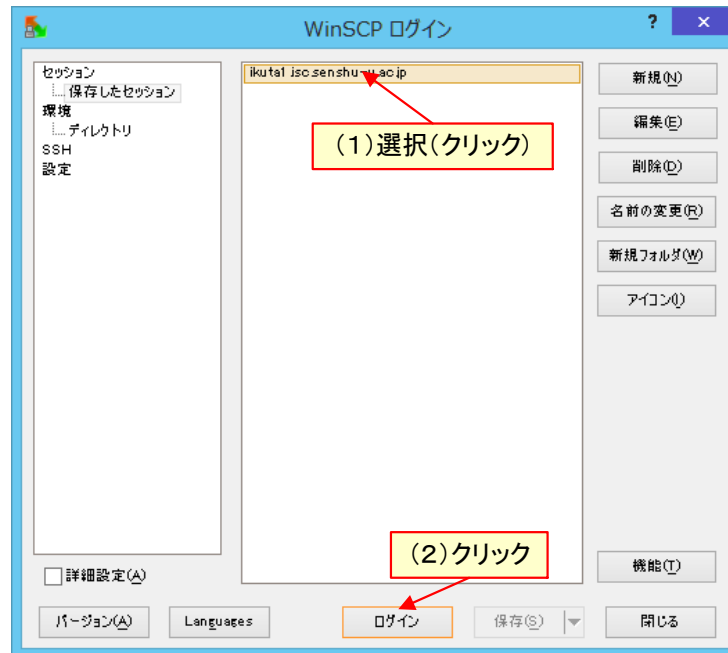 WinSCP ログイン
? ×
セッション
保存したセッション
環境
ディレクトリ
SSH
設定
ikuta1.isc.senshu-u.ac.jp
(1)選択(クリック)
新規(N)
編集(E)
削除(D)
名前の変更(R)
新規フォルダ(W)
アイコン(I)
(2)クリック
機能(T)
詳細設定(A)
バージョン(A)
Languages
ログイン
保存(S)
閉じる